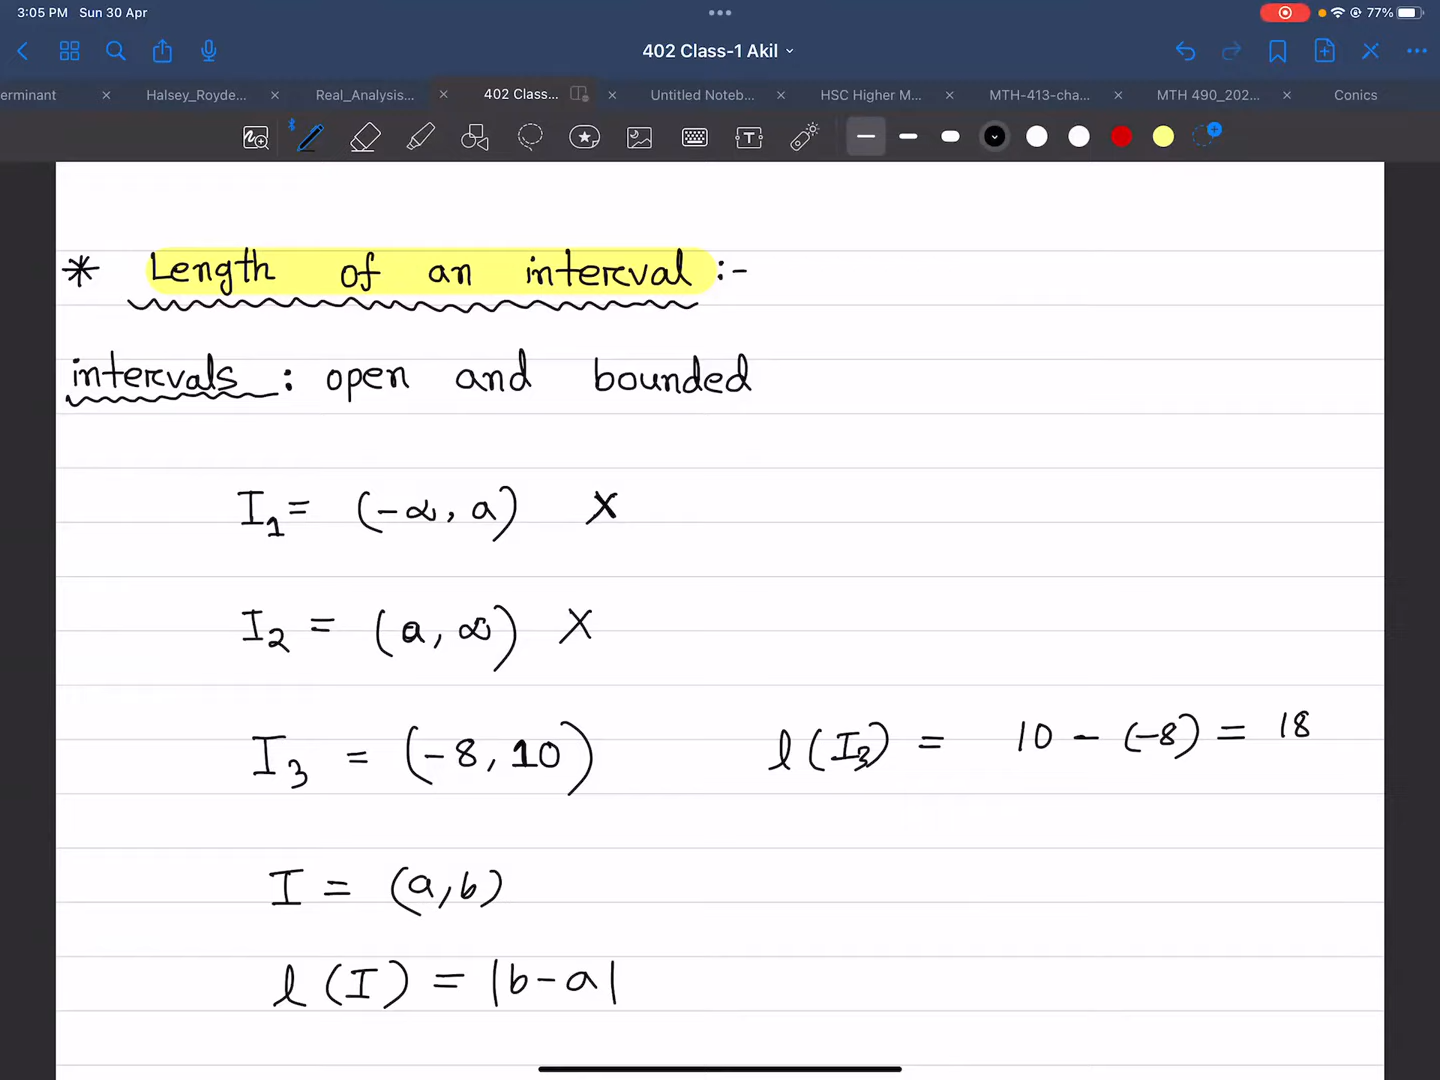 3:05 PM Sun 30 Apr
77%
402 Class-1 Akil
erminant Halsey_Royde... Real_Analysis... 402 Class... Untitled Noteb... HSC Higher M... MTH-413-cha... MTH 490_202... Conics
* Length of an interval :-
intervals : open and bounded
I₁ = (-∞, a) X
I₂ = (a, ∞) X
I₃ = (-8, 10) l(I₃) = 10 - (-8) = 18
I = (a, b)
l(I) = |b-a|